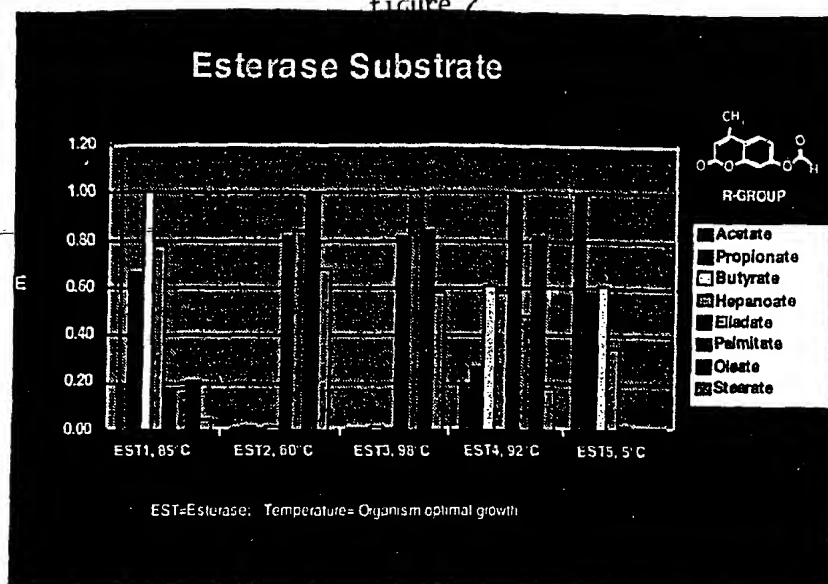 figure 2
Esterase Substrate
1.20
1.00
0.80
0.60
0.40
0.20
0.00
E
EST1, 85°C
EST2, 60°C
EST3, 98°C
EST4, 92°C
EST5, 5°C
CH₃
O
O
O
O
H
R-GROUP
Acetate
Propionate
Butyrate
Hepanoate
Eliadate
Palmitate
Oleate
Stearate
EST=Esterase; Temperature= Organism optimal growth